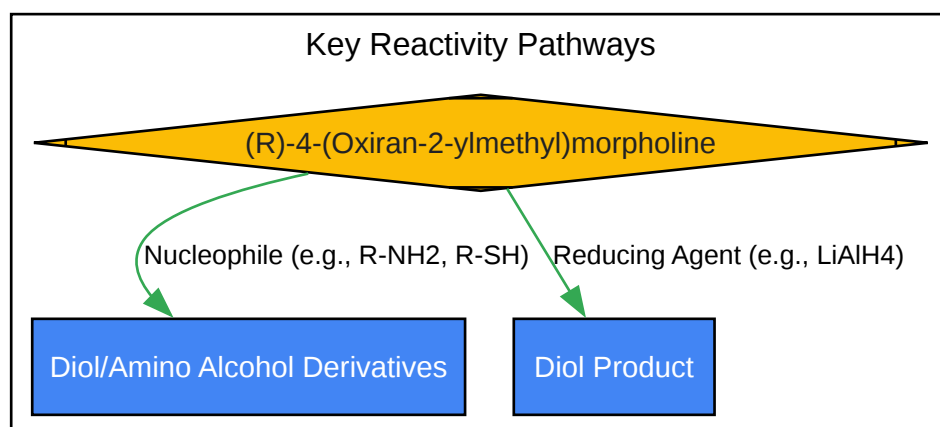 Key Reactivity Pathways
(R)-4-(Oxiran-2-ylmethyl)morpholine
Nucleophile (e.g., R-NH2, R-SH)
Reducing Agent (e.g., LiAlH4)
Diol/Amino Alcohol Derivatives
Diol Product